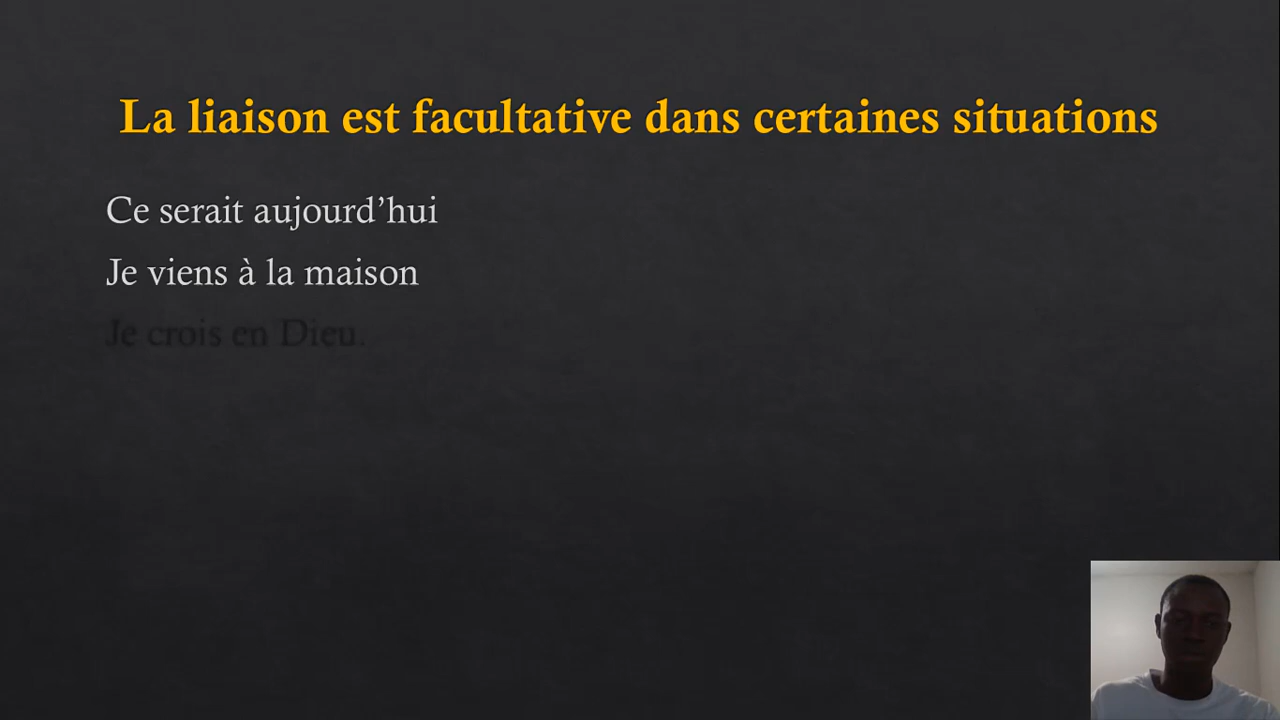 La liaison est facultative dans certaines situations
Ce serait aujourd’hui
Je viens à la maison
Je crois en Dieu.